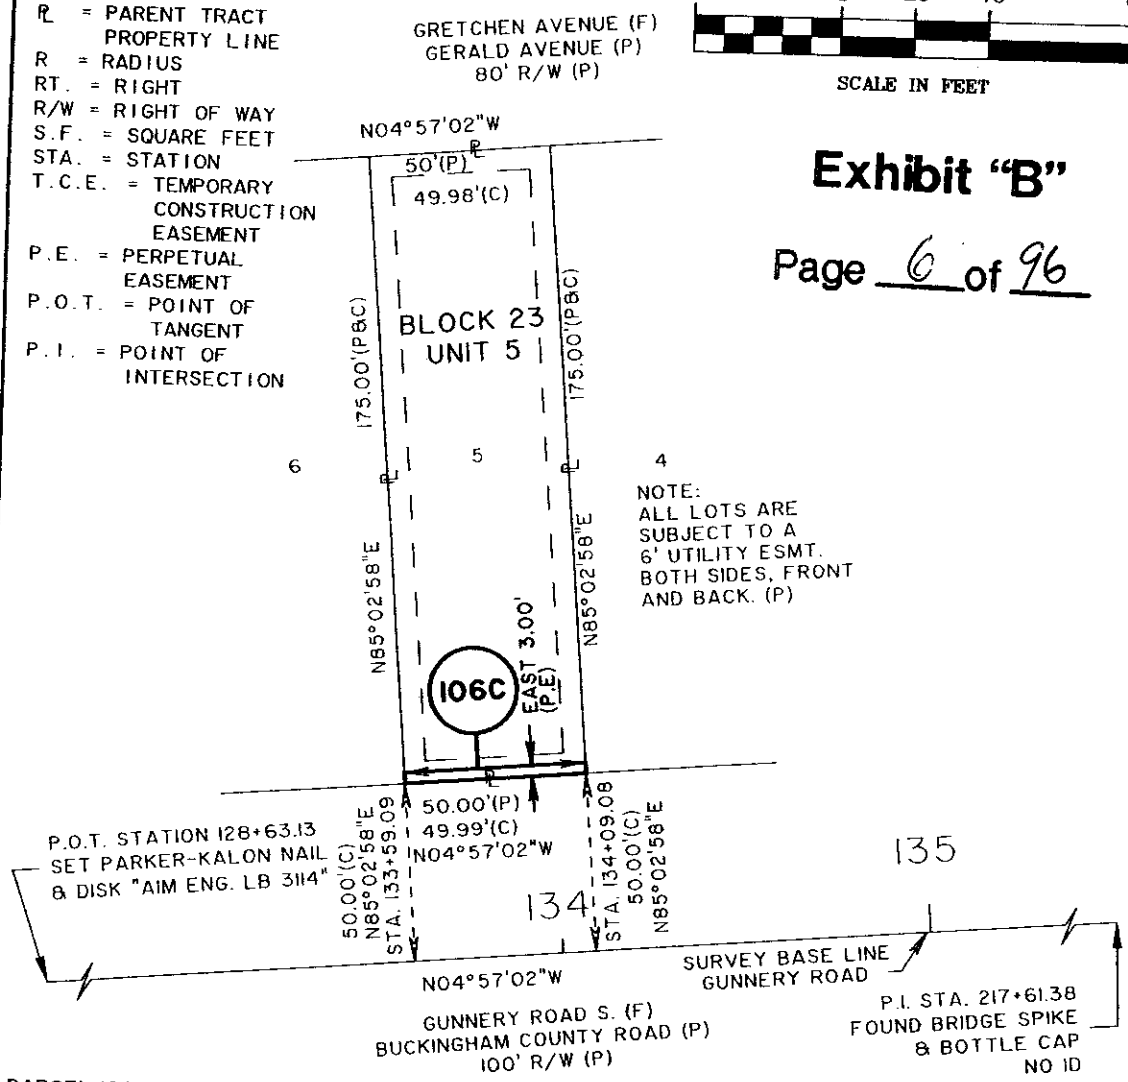 PL = PARENT TRACT
PROPERTY LINE
R = RADIUS
RT. = RIGHT
R/W = RIGHT OF WAY
S.F. = SQUARE FEET
STA. = STATION
T.C.E. = TEMPORARY
CONSTRUCTION
EASEMENT
P.E. = PERPETUAL
EASEMENT
P.O.T. = POINT OF
TANGENT
P.I. = POINT OF
INTERSECTION
GRETCHEN AVENUE (F)
GERALD AVENUE (P)
80' R/W (P)
SCALE IN FEET
Exhibit "B"
Page 6 of 96
N04°57'02"W
PL
50'(P)
49.98'(C)
175.00'(P&C)
BLOCK 23
UNIT 5
175.00'(P&C)
6
5
4
PL
PL
NOTE:
ALL LOTS ARE
SUBJECT TO A
6' UTILITY ESMT.
BOTH SIDES, FRONT
AND BACK. (P)
N85°02'58"E
N85°02'58"E
106C
EAST 3.00'
(P.E)
PL
50.00'(P)
49.99'(C)
N04°57'02"W
P.O.T. STATION 128+63.13
SET PARKER-KALON NAIL
& DISK "AIM ENG. LB 3114"
50.00'(C)
N85°02'58"E
STA. 133+59.09
STA. 134+09.08
50.00'(C)
N85°02'58"E
134
135
N04°57'02"W
SURVEY BASE LINE
GUNNERY ROAD
GUNNERY ROAD S. (F)
BUCKINGHAM COUNTY ROAD (P)
100' R/W (P)
P.I. STA. 217+61.38
FOUND BRIDGE SPIKE
& BOTTLE CAP
NO ID